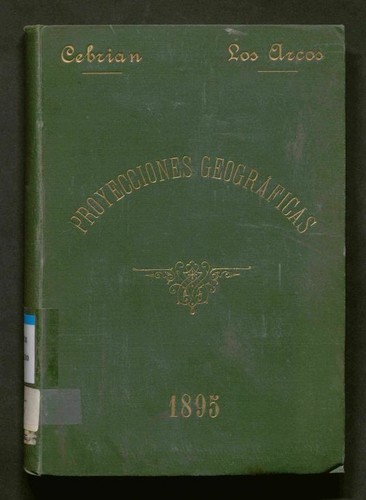 Cebrian Los Arcos
PROYECCIONES GEOGRAFICAS
1895